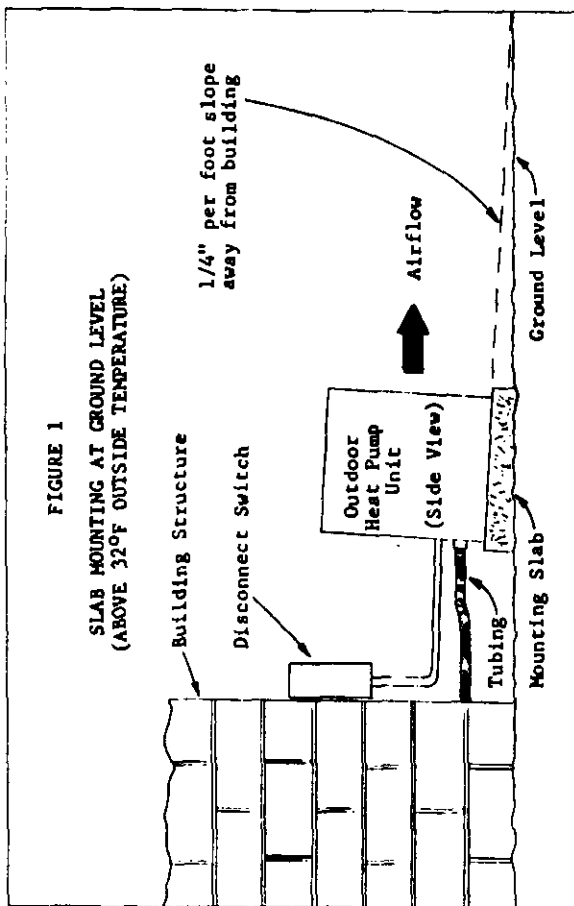 FIGURE 1
SLAB MOUNTING AT GROUND LEVEL
(ABOVE 32°F OUTSIDE TEMPERATURE)
Building Structure
Disconnect Switch
1/4" per foot slope
away from building
Airflow
Outdoor
Heat Pump
Unit
(Side View)
Tubing
Mounting Slab
Ground Level